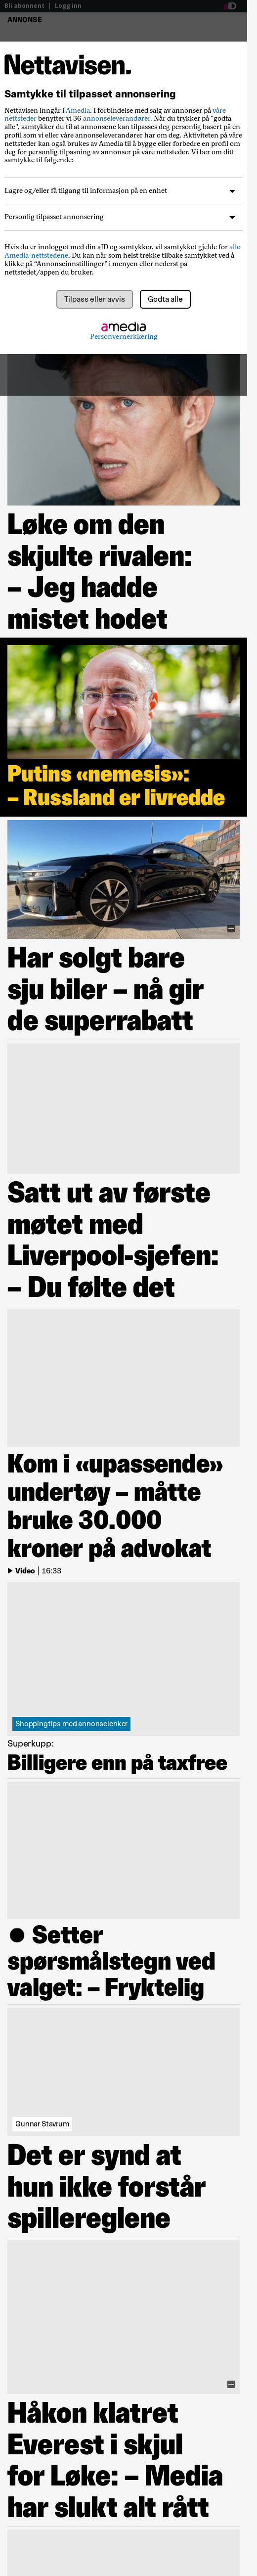 Bli abonnent | Logg inn
aID
ANNONSE
Nettavisen.
Samtykke til tilpasset annonsering
Nettavisen inngår i Amedia. I forbindelse med salg av annonser på våre
nettsteder benytter vi 36 annonseleverandører. Når du trykker på "godta
alle", samtykker du til at annonsene kan tilpasses deg personlig basert på en
profil som vi eller våre annonseleverandører har om deg. Aktiviteten på våre
nettsteder kan også brukes av Amedia til å bygge eller forbedre en profil om
deg for personlig tilpasning av annonser på våre nettsteder. Vi ber om ditt
samtykke til følgende:
Lagre og/eller få tilgang til informasjon på en enhet
Personlig tilpasset annonsering
Hvis du er innlogget med din aID og samtykker, vil samtykket gjelde for alle
Amedia-nettstedene. Du kan når som helst trekke tilbake samtykket ved å
klikke på “Annonseinnstillinger” i menyen eller nederst på
nettstedet/appen du bruker.
Tilpass eller avvis
Godta alle
amedia
Personvernerklæring
Løke om den
skjulte rivalen:
– Jeg hadde
mistet hodet
Putins «nemesis»:
– Russland er livredde
Har solgt bare
sju biler – nå gir
de superrabatt
Satt ut av første
møtet med
Liverpool-sjefen:
– Du følte det
Kom i «upassende»
undertøy – måtte
bruke 30.000
kroner på advokat
Video | 16:33
Shoppingtips med annonselenker
Superkupp:
Billigere enn på taxfree
● Setter
spørsmålstegn ved
valget: – Fryktelig
Gunnar Stavrum
Det er synd at
hun ikke forstår
spillereglene
Håkon klatret
Everest i skjul
for Løke: – Media
har slukt alt rått